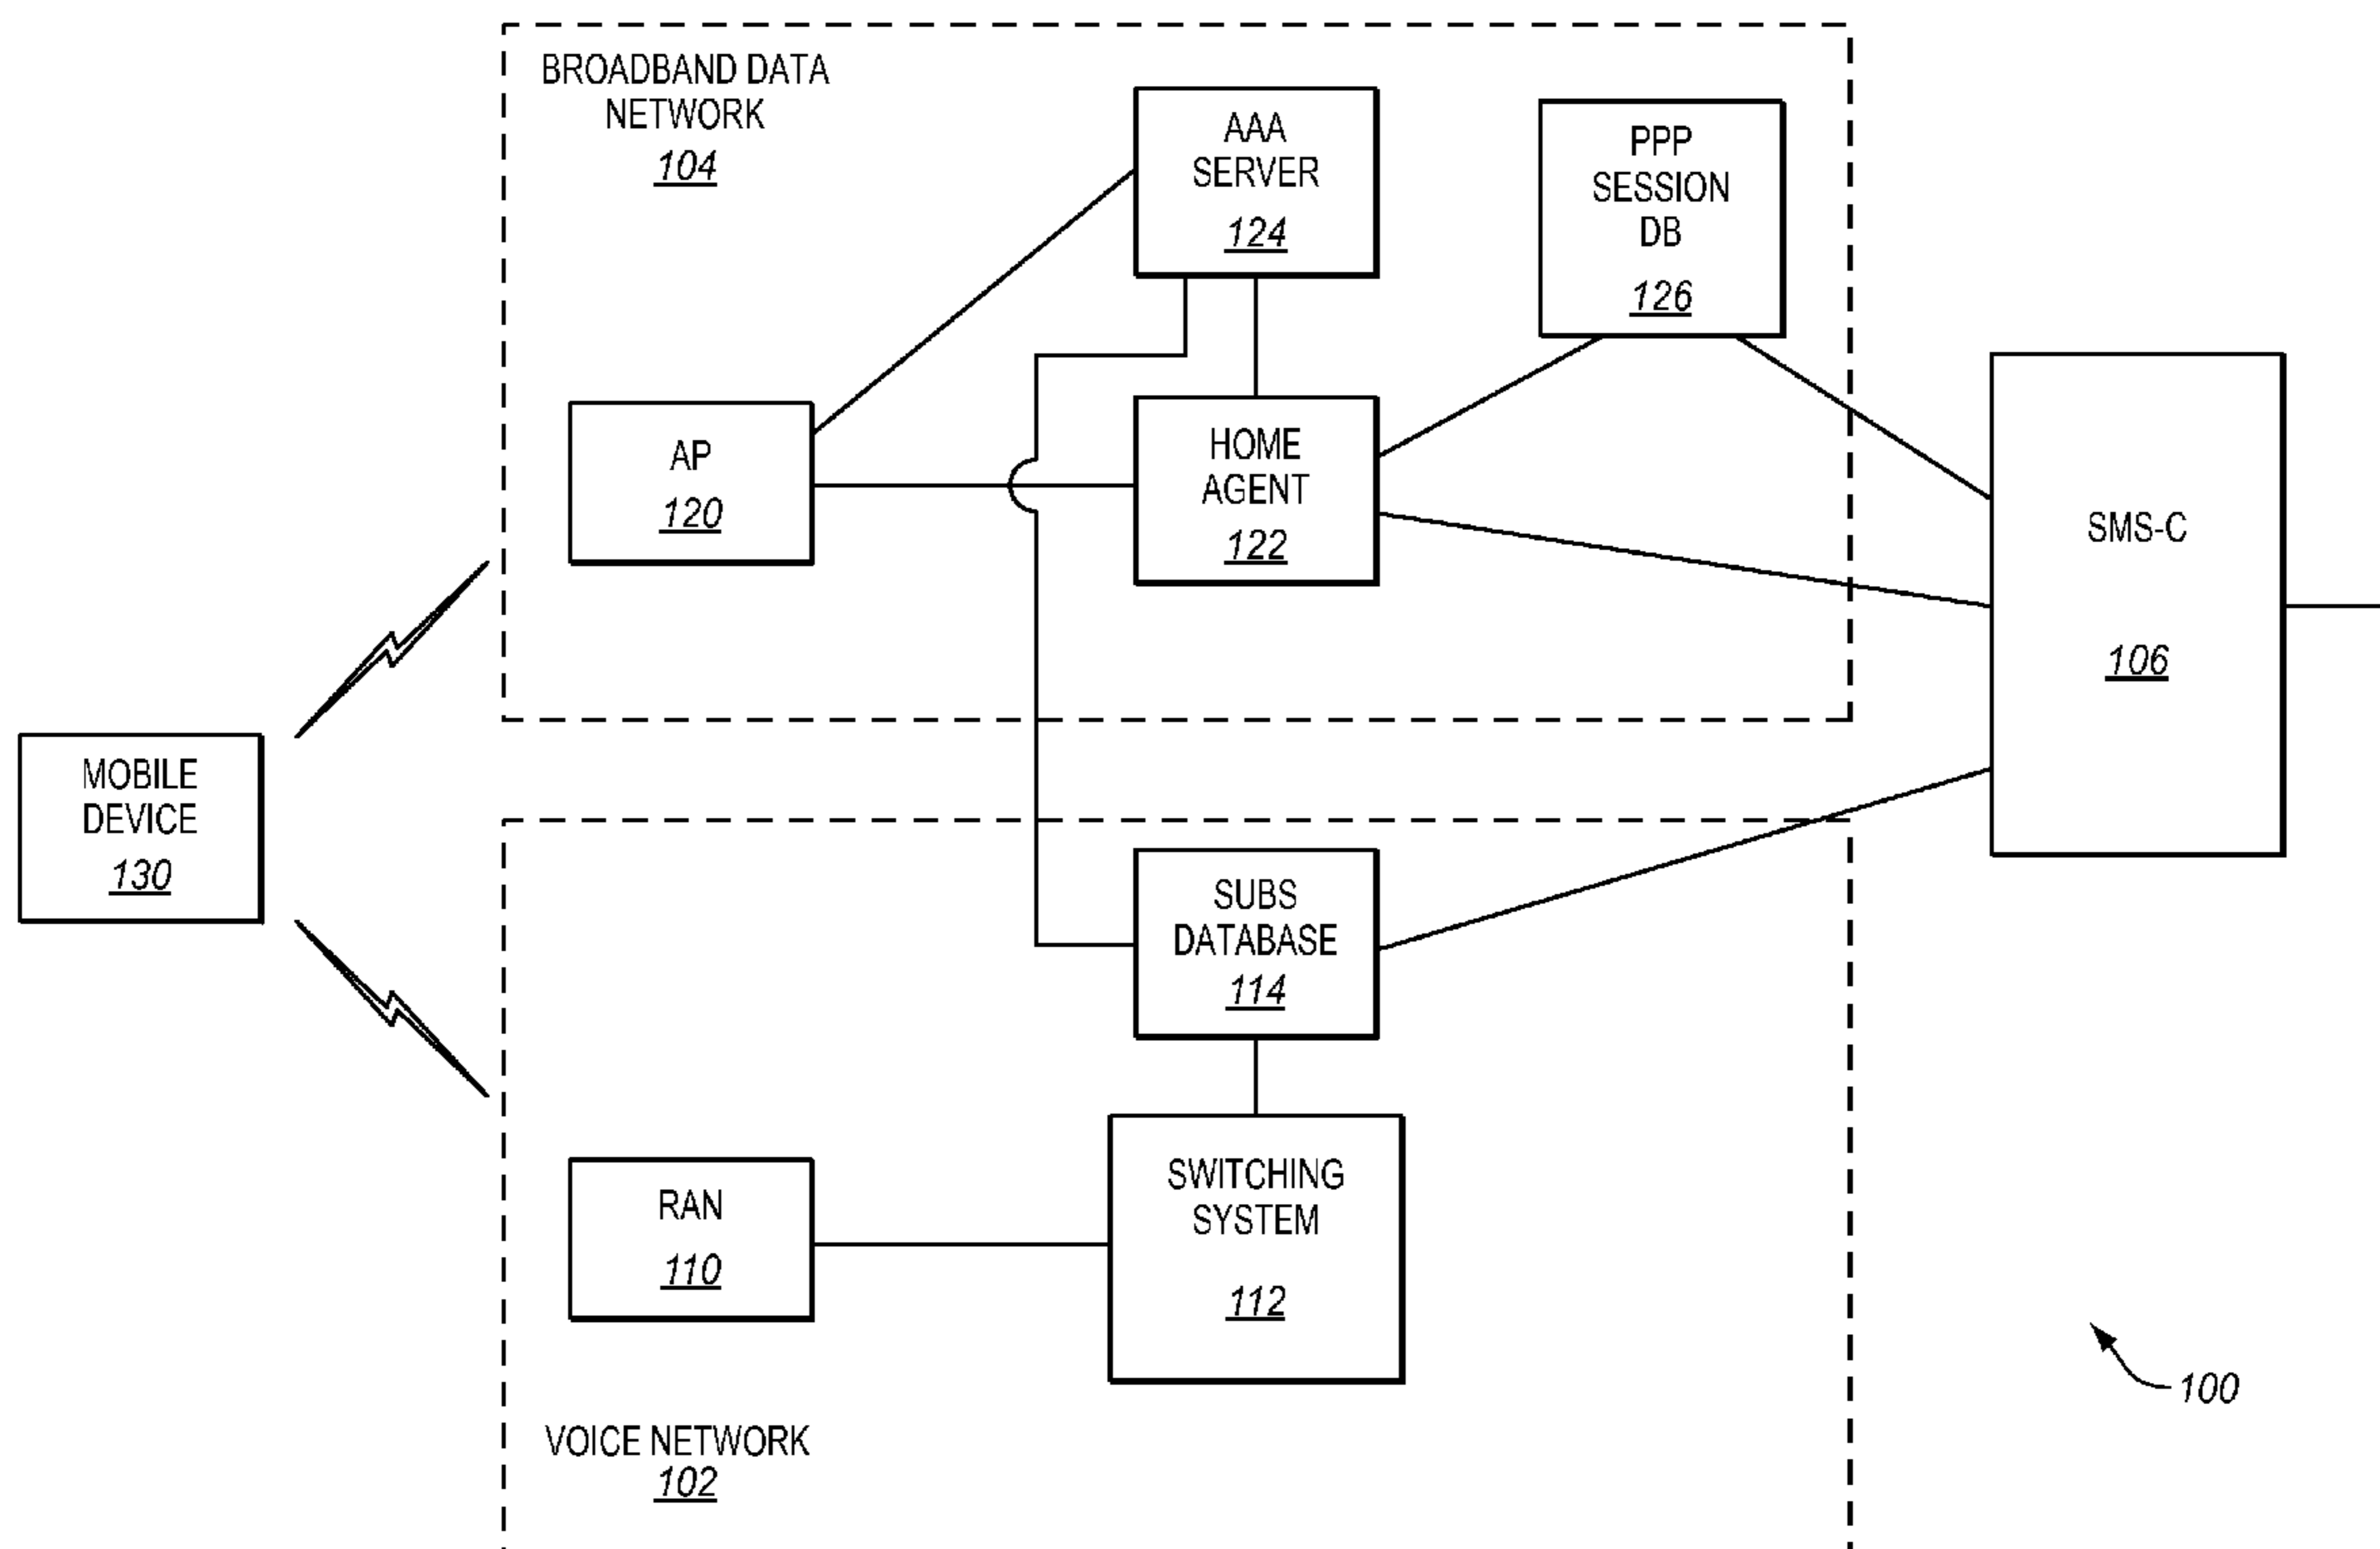 BROADBAND DATA
NETWORK
104
AAA
SERVER
124
PPP
SESSION
DB
126
AP
120
HOME
AGENT
122
SMS-C
106
MOBILE
DEVICE
130
SUBS
DATABASE
114
RAN
110
SWITCHING
SYSTEM
112
100
VOICE NETWORK
102